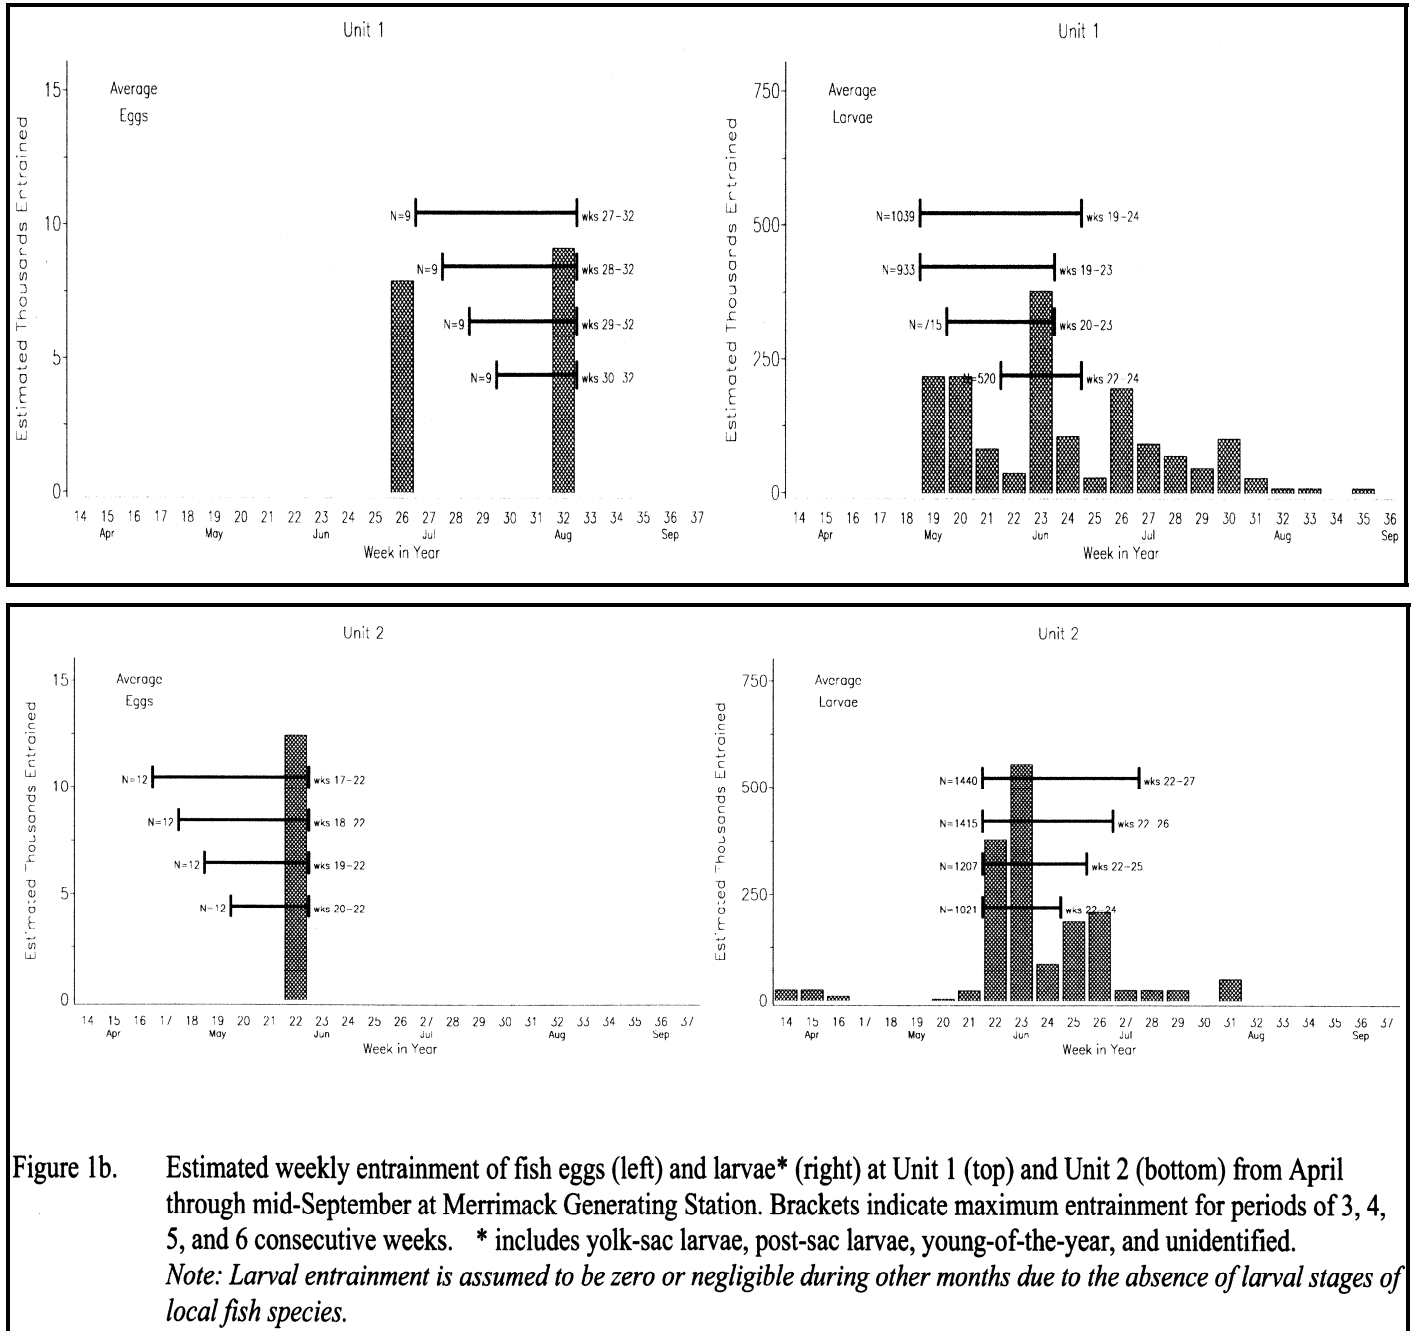 Unit 1
Average
Eggs
Estimated Thousands Entrained
15
10
5
0
N=9 wks 27-32
N=9 wks 28-32
N=9 wks 29-32
N=9 wks 30 32
14 15 16 17 18 19 20 21 22 23 24 25 26 27 28 29 30 31 32 33 34 35 36 37
Apr May Jun Jul Aug Sep
Week in Year
Unit 1
Average
Larvae
Estimated Thousands Entrained
750
500
250
0
N=1039 wks 19-24
N=933 wks 19-23
N=715 wks 20-23
N=520 wks 22-24
14 15 16 17 18 19 20 21 22 23 24 25 26 27 28 29 30 31 32 33 34 35 36
Apr May Jun Jul Aug Sep
Week in Year
Unit 2
Average
Eggs
Estimated Thousands Entrained
15
10
5
0
N=12 wks 17-22
N=12 wks 18 22
N=12 wks 19-22
N-12 wks 20-22
14 15 16 17 18 19 20 21 22 23 24 25 26 27 28 29 30 31 32 33 34 35 36 37
Apr May Jun Jul Aug Sep
Week in Year
Unit 2
Average
Larvae
Estimated Thousands Entrained
750
500
250
0
N=1440 wks 22-27
N=1415 wks 22 26
N=1207 wks 22-25
N-1021 wks 22-24
14 15 16 17 18 19 20 21 22 23 24 25 26 27 28 29 30 31 32 33 34 35 36 37
Apr May Jun Jul Aug Sep
Week in Year
Figure 1b. Estimated weekly entrainment of fish eggs (left) and larvae* (right) at Unit 1 (top) and Unit 2 (bottom) from April
through mid-September at Merrimack Generating Station. Brackets indicate maximum entrainment for periods of 3, 4,
5, and 6 consecutive weeks. * includes yolk-sac larvae, post-sac larvae, young-of-the-year, and unidentified.
Note: Larval entrainment is assumed to be zero or negligible during other months due to the absence of larval stages of
local fish species.